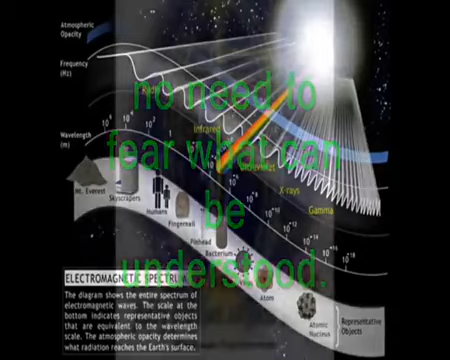 Atmospheric
Opacity
Frequency
(Hz)
Radio
Infrared
Ultraviolet
X-rays
Gamma
Wavelength
(m)
Mt. Everest
Skyscrapers
Humans
Fingernail
Pinhead
Bacterium
Atom
Atomic
Nucleus
Representative
Objects
no need to
fear what can
be
understood.
ELECTROMAGNETIC SPECTRUM
The diagram shows the entire spectrum of
electromagnetic waves. The scale at the
bottom indicates representative objects
that are equivalent to the wavelength
scale. The atmospheric opacity determines
what radiation reaches the Earth's surface.